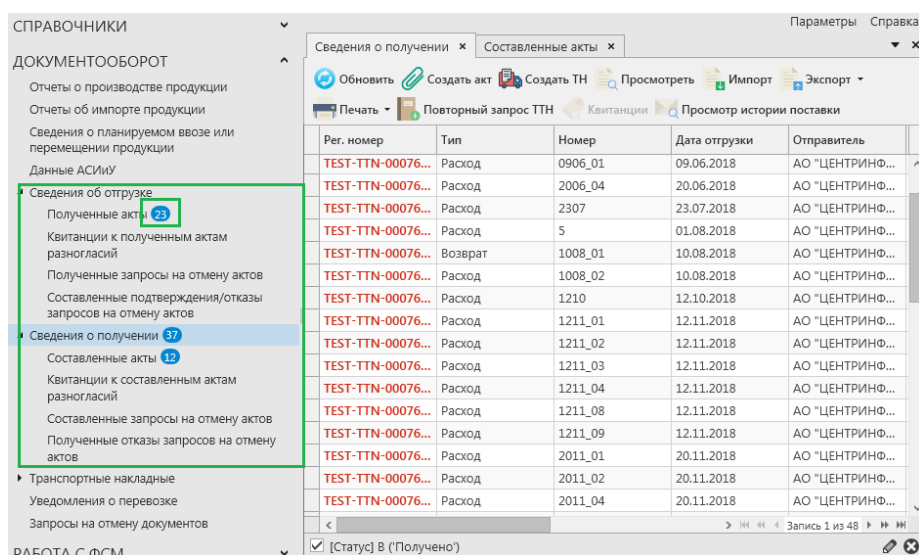 Параметры Справка
СПРАВОЧНИКИ
ДОКУМЕНТООБОРОТ
Отчеты о производстве продукции
Отчеты об импорте продукции
Сведения о планируемом ввозе или
перемещении продукции
Данные АСИиУ
Сведения об отгрузке
Полученные акты 23
Квитанции к полученным актам
разногласий
Полученные запросы на отмену актов
Составленные подтверждения/отказы
запросов на отмену актов
Сведения о получении 37
Составленные акты 12
Квитанции к составленным актам
разногласий
Составленные запросы на отмену актов
Полученные отказы запросов на отмену
актов
Транспортные накладные
Уведомления о перевозке
Запросы на отмену документов
РАБОТА С ФСМ
Сведения о получении × Составленные акты ×
Обновить Создать акт Создать ТН Просмотреть Импорт Экспорт
Печать Повторный запрос ТТН Квитанции Просмотр истории поставки
Рег. номер Тип Номер Дата отгрузки Отправитель
TEST-TTN-00076... Расход 0906_01 09.06.2018 АО "ЦЕНТРИНФ...
TEST-TTN-00076... Расход 2006_04 20.06.2018 АО "ЦЕНТРИНФ...
TEST-TTN-00076... Расход 2307 23.07.2018 АО "ЦЕНТРИНФ...
TEST-TTN-00076... Расход 5 01.08.2018 АО "ЦЕНТРИНФ...
TEST-TTN-00076... Возврат 1008_01 10.08.2018 АО "ЦЕНТРИНФ...
TEST-TTN-00076... Расход 1008_02 10.08.2018 АО "ЦЕНТРИНФ...
TEST-TTN-00076... Расход 1210 12.10.2018 АО "ЦЕНТРИНФ...
TEST-TTN-00076... Расход 1211_01 12.11.2018 АО "ЦЕНТРИНФ...
TEST-TTN-00076... Расход 1211_02 12.11.2018 АО "ЦЕНТРИНФ...
TEST-TTN-00076... Расход 1211_03 12.11.2018 АО "ЦЕНТРИНФ...
TEST-TTN-00076... Расход 1211_04 12.11.2018 АО "ЦЕНТРИНФ...
TEST-TTN-00076... Расход 1211_08 12.11.2018 АО "ЦЕНТРИНФ...
TEST-TTN-00076... Расход 1211_09 12.11.2018 АО "ЦЕНТРИНФ...
TEST-TTN-00076... Расход 2011_01 20.11.2018 АО "ЦЕНТРИНФ...
TEST-TTN-00076... Расход 2011_02 20.11.2018 АО "ЦЕНТРИНФ...
TEST-TTN-00076... Расход 2011_04 20.11.2018 АО "ЦЕНТРИНФ...
Запись 1 из 48
[Статус] В ('Получено')